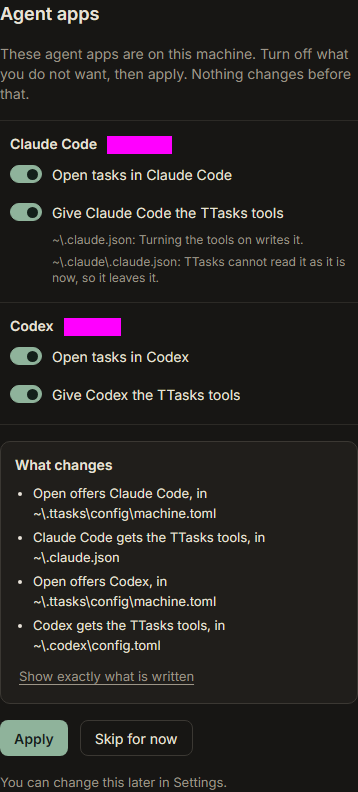 Agent apps
These agent apps are on this machine. Turn off what
you do not want, then apply. Nothing changes before
that.
Claude Code
Open tasks in Claude Code
Give Claude Code the TTasks tools
~\.claude.json: Turning the tools on writes it.
~\.claude\.claude.json: TTasks cannot read it as it is
now, so it leaves it.
Codex
Open tasks in Codex
Give Codex the TTasks tools
What changes
• Open offers Claude Code, in
~\.ttasks\config\machine.toml
• Claude Code gets the TTasks tools, in
~\.claude.json
• Open offers Codex, in
~\.ttasks\config\machine.toml
• Codex gets the TTasks tools, in
~\.codex\config.toml
Show exactly what is written
Apply
Skip for now
You can change this later in Settings.